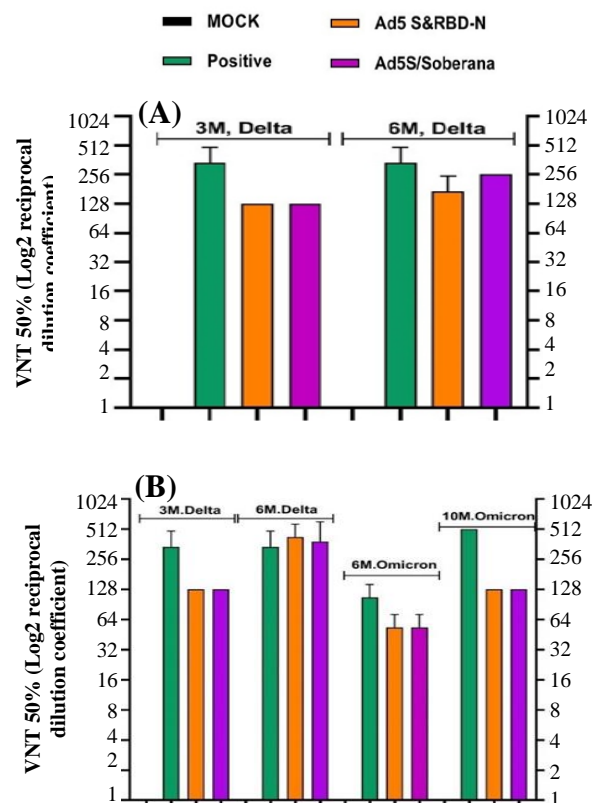 MOCK
Ad5 S&RBD-N
Positive
Ad5S/Soberana
(A)
3M, Delta
6M, Delta
1024
512
256
128
64
32
16
8
4
2
1
1024
512
256
128
64
32
16
8
4
2
1
VNT 50% (Log2 reciprocal
dilution coefficient)
(B)
3M.Delta
6M.Delta
6M.Omicron
10M.Omicron
1024
512
256
128
64
32
16
8
4
2
1
1024
512
256
128
64
32
16
8
4
2
1
VNT 50% (Log2 reciprocal
dilution coefficient)